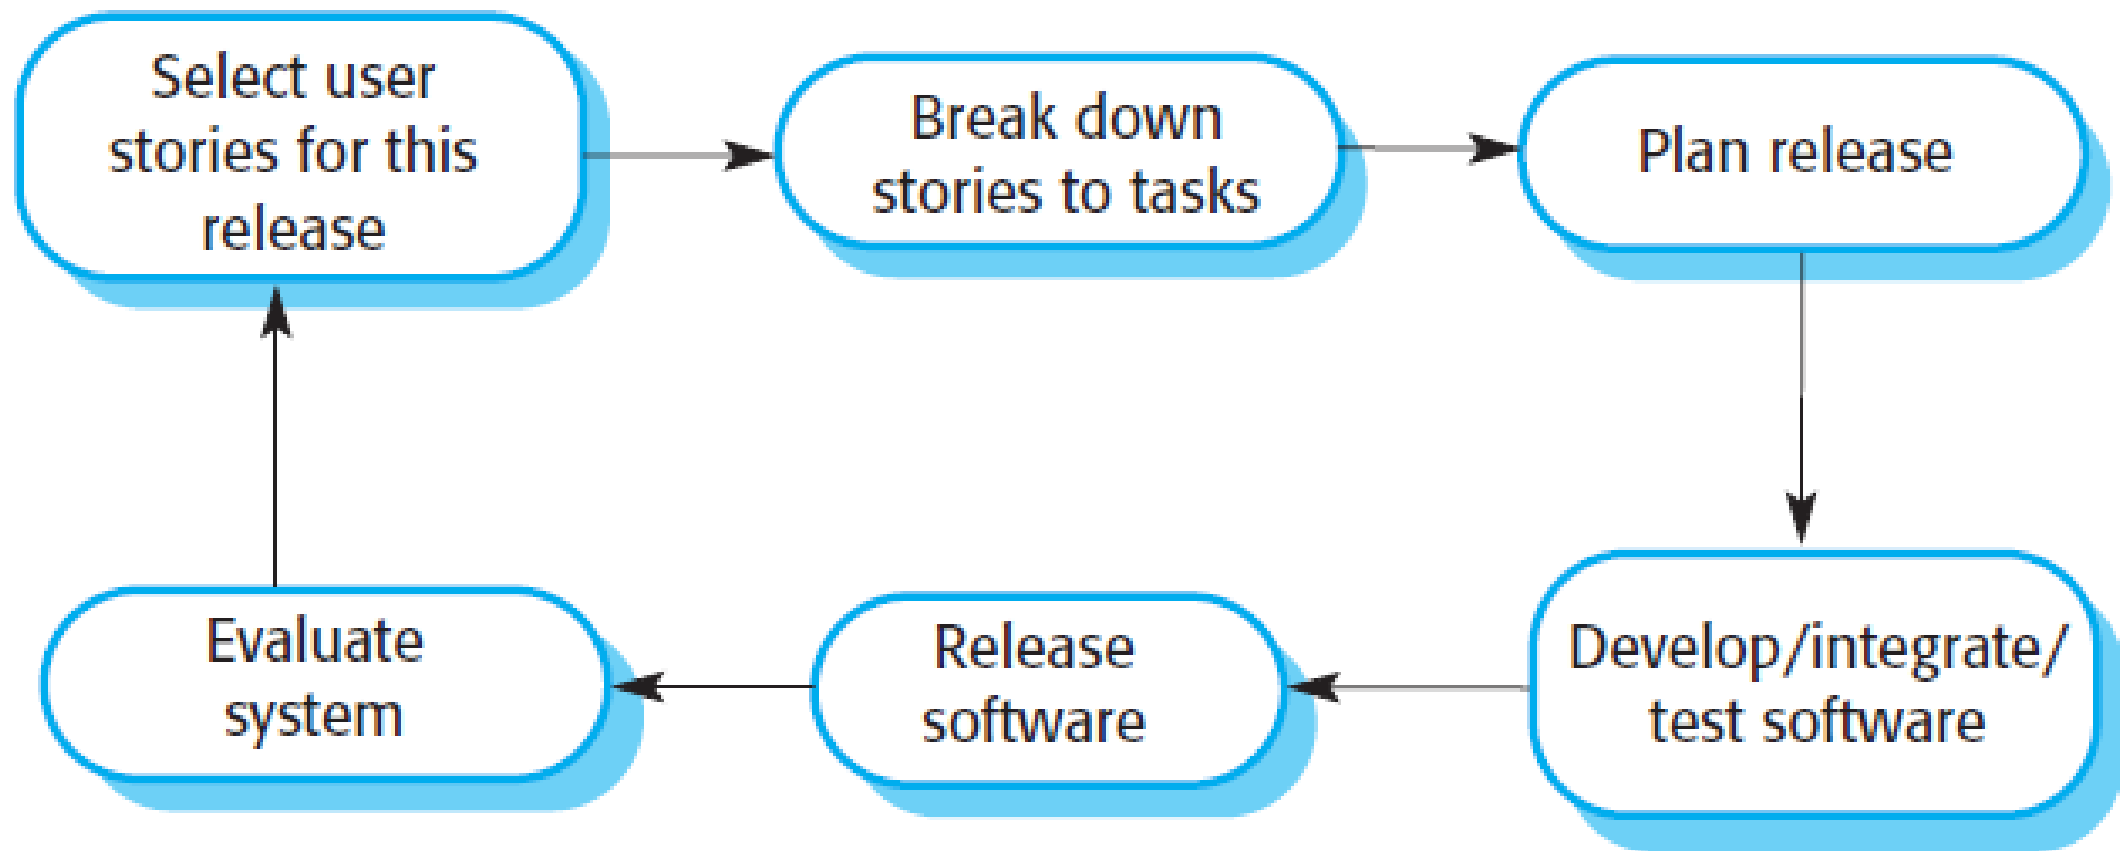 Select user
stories for this
release
Break down
stories to tasks
Plan release
Develop/integrate/
test software
Release
software
Evaluate
system